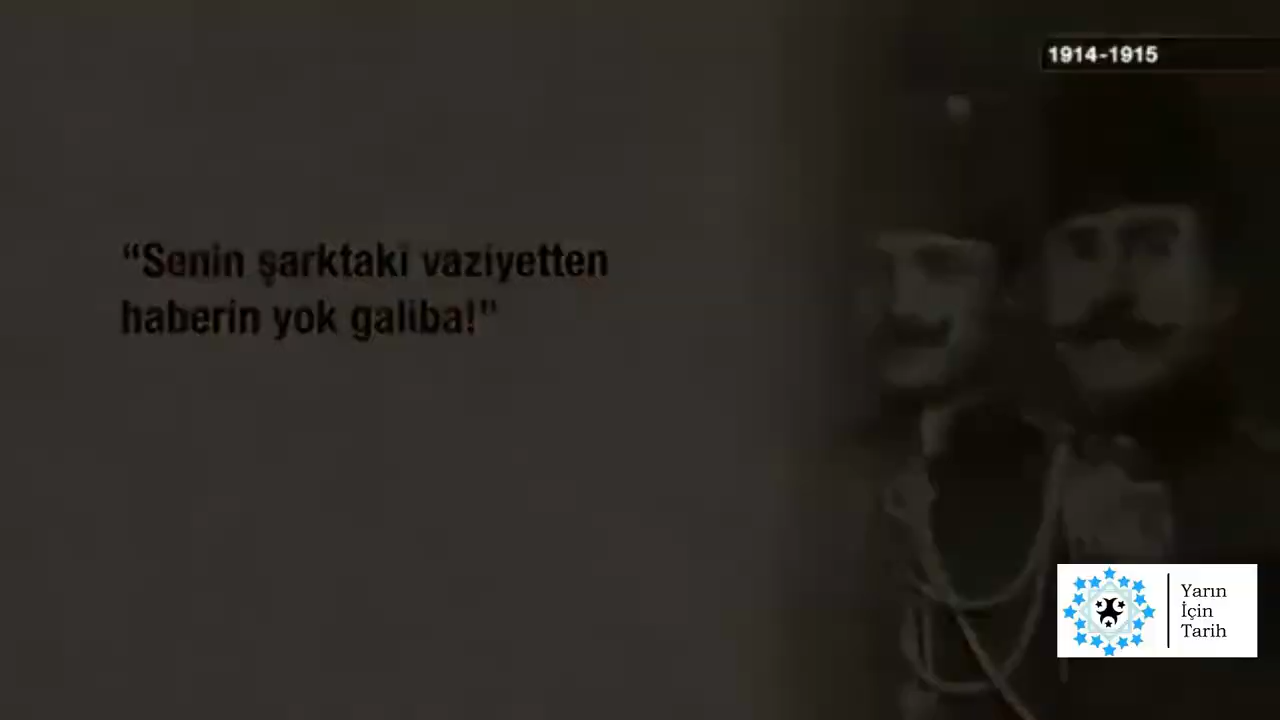 1914-1915
“Senin şarktaki vaziyetten
haberin yok galiba!”
Yarın
İçin
Tarih